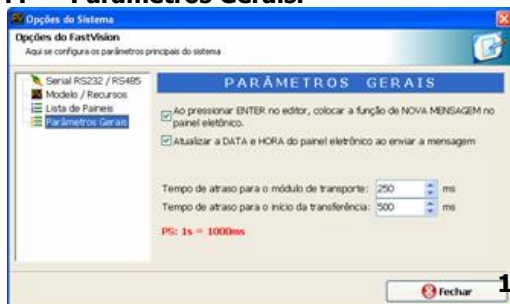 Parâmetros Gerais:
Opções do Sistema
Opções do FastVision
Aqui se configura os parâmetros principais do sistema
Serial RS232 / RS485
Modelo / Recursos
Lista de Paineis
Parâmetros Gerais
PARÂMETROS GERAIS
Ao pressionar ENTER no editor, colocar a função de NOVA MENSAGEM no
painel eletônico.
Atualizar a DATA e HORA do painel eletrônico ao enviar a mensagem
Tempo de atraso para o módulo de transporte: 250 ms
Tempo de atraso para o início da transferência: 500 ms
PS: 1s = 1000ms
Fechar
1